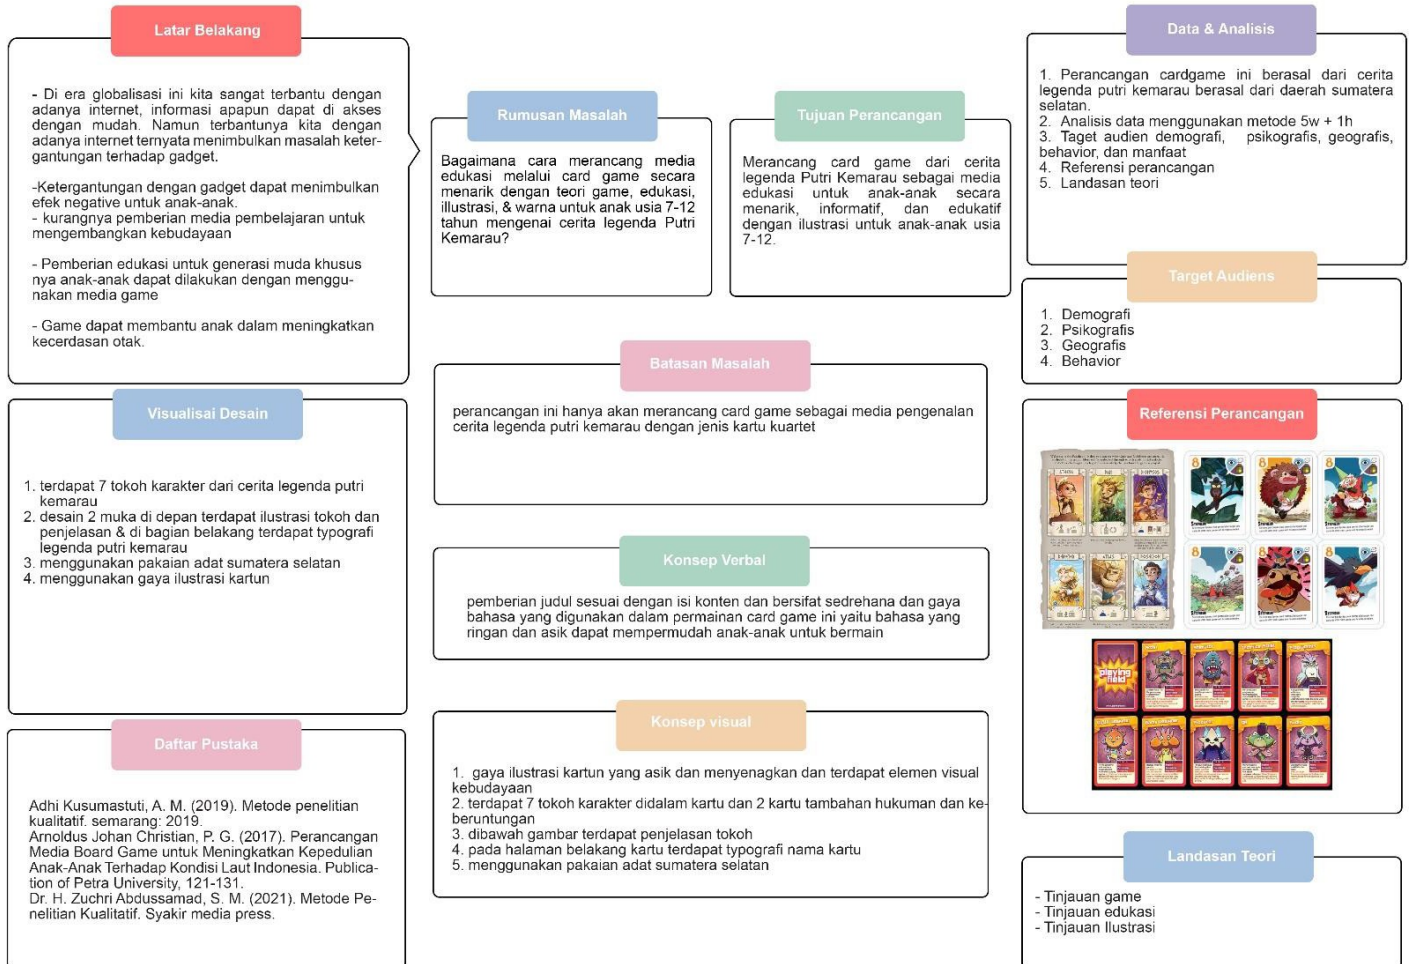 Latar Belakang
- Di era globalisasi ini kita sangat terbantu dengan
adanya internet, informasi apapun dapat di akses
dengan mudah. Namun terbantunya kita dengan
adanya internet ternyata menimbulkan masalah keter-
gantungan terhadap gadget.
-Ketergantungan dengan gadget dapat menimbulkan
efek negative untuk anak-anak.
- kurangnya pemberian media pembelajaran untuk
mengembangkan kebudayaan
- Pemberian edukasi untuk generasi muda khusus
nya anak-anak dapat dilakukan dengan menggu-
nakan media game
- Game dapat membantu anak dalam meningkatkan
kecerdasan otak.
Visualisai Desain
1. terdapat 7 tokoh karakter dari cerita legenda putri
kemarau
2. desain 2 muka di depan terdapat ilustrasi tokoh dan
penjelasan & di bagian belakang terdapat typografi
legenda putri kemarau
3. menggunakan pakaian adat sumatera selatan
4. menggunakan gaya ilustrasi kartun
Daftar Pustaka
Adhi Kusumastuti, A. M. (2019). Metode penelitian
kualitatif. semarang: 2019.
Arnoldus Johan Christian, P. G. (2017). Perancangan
Media Board Game untuk Meningkatkan Kepedulian
Anak-Anak Terhadap Kondisi Laut Indonesia. Publica-
tion of Petra University, 121-131.
Dr. H. Zuchri Abdussamad, S. M. (2021). Metode Pe-
nelitian Kualitatif. Syakir media press.
Rumusan Masalah
Bagaimana cara merancang media
edukasi melalui card game secara
menarik dengan teori game, edukasi,
illustrasi, & warna untuk anak usia 7-12
tahun mengenai cerita legenda Putri
Kemarau?
Tujuan Perancangan
Merancang card game dari cerita
legenda Putri Kemarau sebagai media
edukasi untuk anak-anak secara
menarik, informatif, dan edukatif
dengan ilustrasi untuk anak-anak usia
7-12.
Batasan Masalah
perancangan ini hanya akan merancang card game sebagai media pengenalan
cerita legenda putri kemarau dengan jenis kartu kuartet
Konsep Verbal
pemberian judul sesuai dengan isi konten dan bersifat sedrehana dan gaya
bahasa yang digunakan dalam permainan card game ini yaitu bahasa yang
ringan dan asik dapat mempermudah anak-anak untuk bermain
Konsep visual
1. gaya ilustrasi kartun yang asik dan menyenagkan dan terdapat elemen visual
kebudayaan
2. terdapat 7 tokoh karakter didalam kartu dan 2 kartu tambahan hukuman dan ke-
beruntungan
3. dibawah gambar terdapat penjelasan tokoh
4. pada halaman belakang kartu terdapat typografi nama kartu
5. menggunakan pakaian adat sumatera selatan
Data & Analisis
1. Perancangan cardgame ini berasal dari cerita
legenda putri kemarau berasal dari daerah sumatera
selatan.
2. Analisis data menggunakan metode 5w + 1h
3. Taget audien demografi, psikografis, geografis,
behavior, dan manfaat
4. Referensi perancangan
5. Landasan teori
Target Audiens
1. Demografi
2. Psikografis
3. Geografis
4. Behavior
Referensi Perancangan
8
8
8
8
8
8
playing
field
Landasan Teori
- Tinjauan game
- Tinjauan edukasi
- Tinjauan Ilustrasi